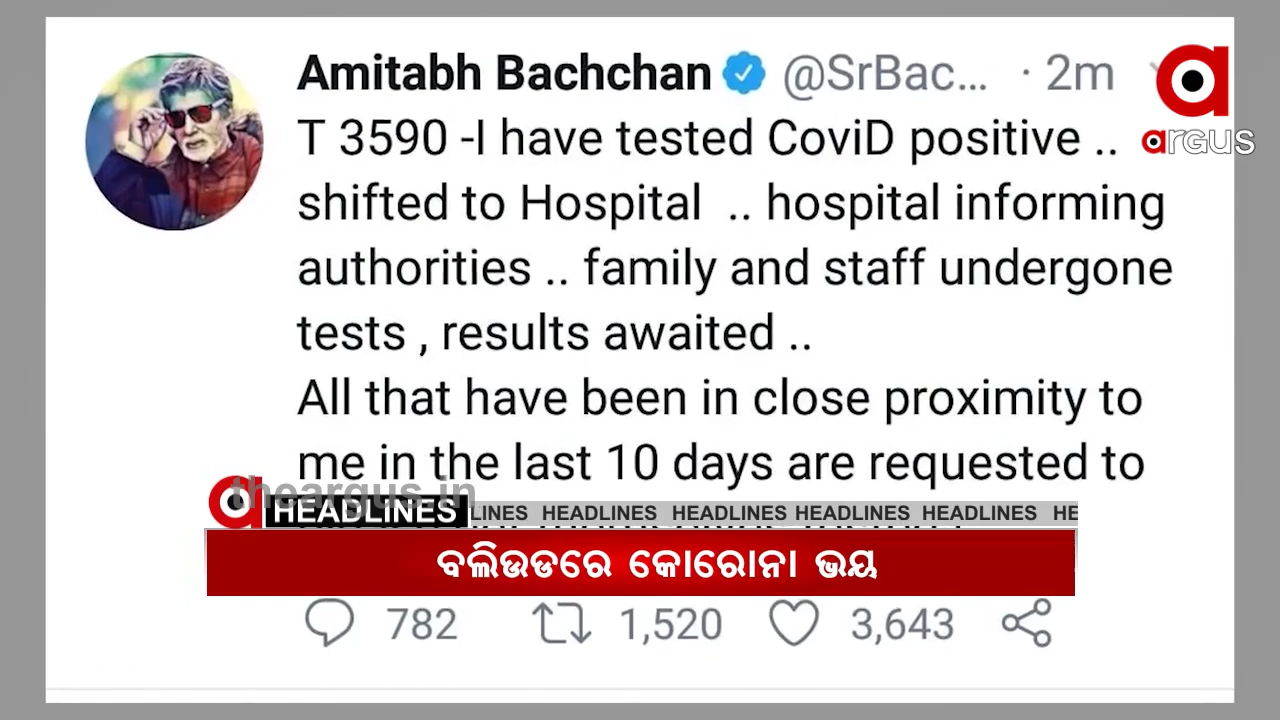 Amitabh Bachchan @SrBac... · 2m
T 3590 -I have tested CoviD positive ..
shifted to Hospital .. hospital informing
authorities .. family and staff undergone
tests , results awaited ..
All that have been in close proximity to
me in the last 10 days are requested to
argus
theargus.in
HEADLINES LINES HEADLINES HEADLINES HEADLINES HEADLINES HE
ବଲିଉଡରେ କୋରୋନା ଭୟ
782 1,520 3,643